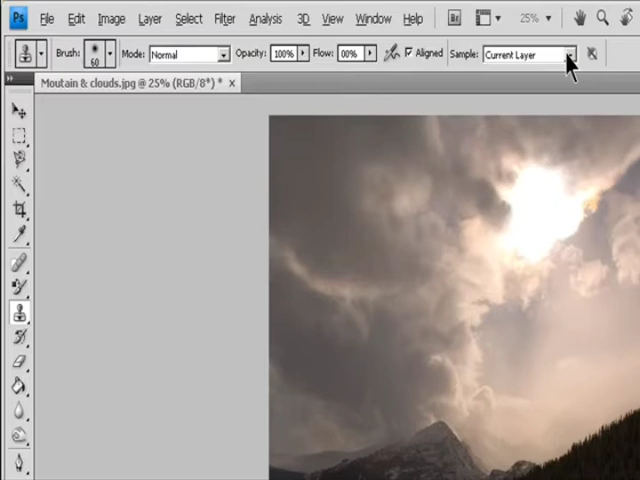 Ps File Edit Image Layer Select Filter Analysis 3D View Window Help Br 25%
Brush: 60 Mode: Normal Opacity: 100% Flow: 00% Aligned Sample: Current Layer
Moutain & clouds.jpg @ 25% (RGB/8*) * x